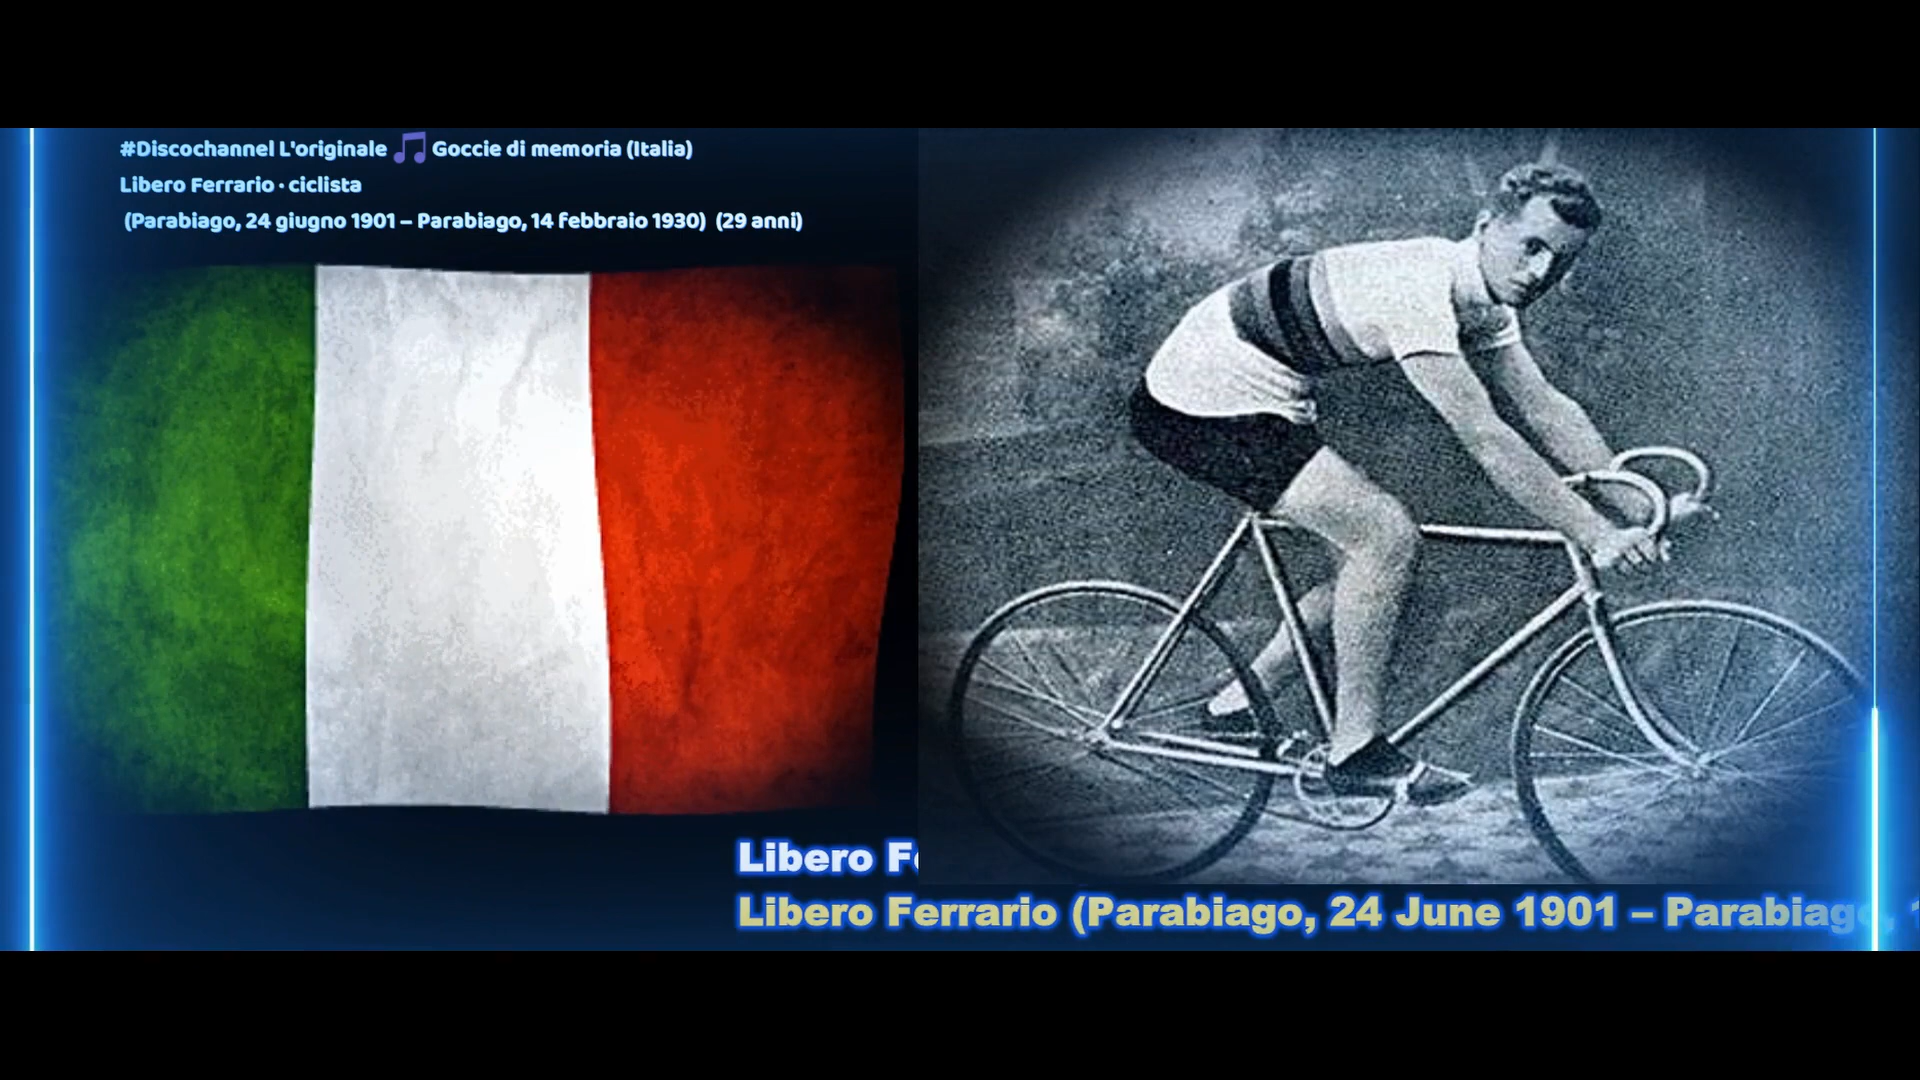 #Discochannel L'originale 🎵 Goccie di memoria (Italia)
Libero Ferrario · ciclista
(Parabiago, 24 giugno 1901 – Parabiago, 14 febbraio 1930) (29 anni)
Libero
Libero Ferrario (Parabiago, 24 June 1901 – Parabiago,